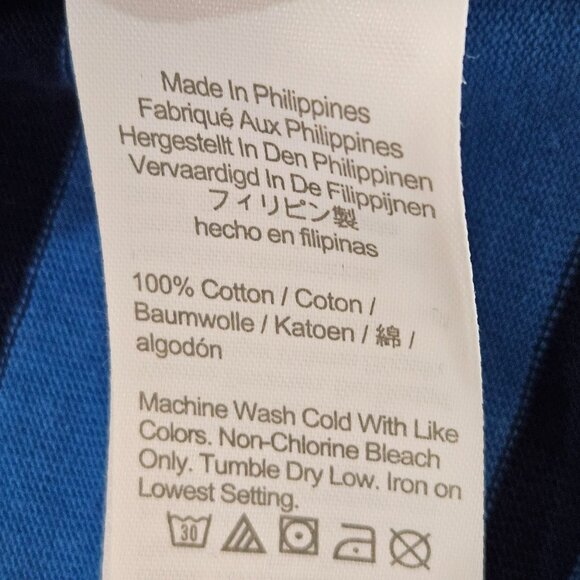 Made In Philippines
Fabriqué Aux Philippines
Hergestellt In Den Philippinen
Vervaardigd In De Filippijnen
フィリピン製
hecho en filipinas
100% Cotton / Coton /
Baumwolle / Katoen / 綿 /
algodón
Machine Wash Cold With Like
Colors. Non-Chlorine Bleach
Only. Tumble Dry Low. Iron on
Lowest Setting.
30